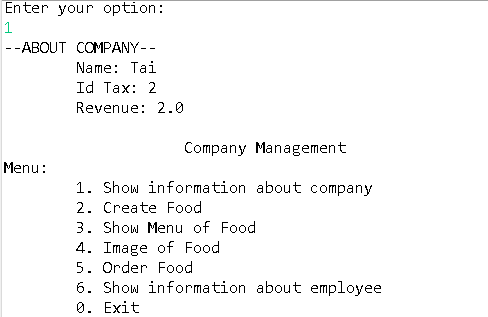 Enter your option:
1
--ABOUT COMPANY--
Name: Tai
Id Tax: 2
Revenue: 2.0
Company Management
Menu:
1. Show information about company
2. Create Food
3. Show Menu of Food
4. Image of Food
5. Order Food
6. Show information about employee
0. Exit